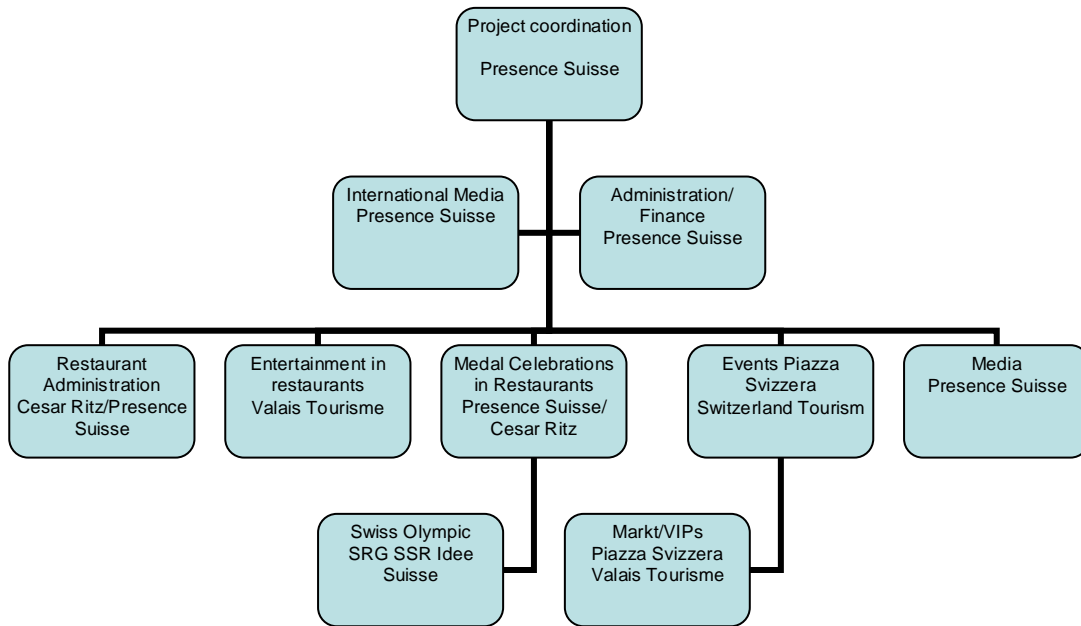 Project coordination
Presence Suisse
International Media
Presence Suisse
Administration/
Finance
Presence Suisse
Restaurant
Administration
Cesar Ritz/Presence
Suisse
Entertainment in
restaurants
Valais Tourisme
Medal Celebrations
in Restaurants
Presence Suisse/
Cesar Ritz
Events Piazza
Svizzera
Switzerland Tourism
Media
Presence Suisse
Swiss Olympic
SRG SSR Idee
Suisse
Markt/VIPs
Piazza Svizzera
Valais Tourisme